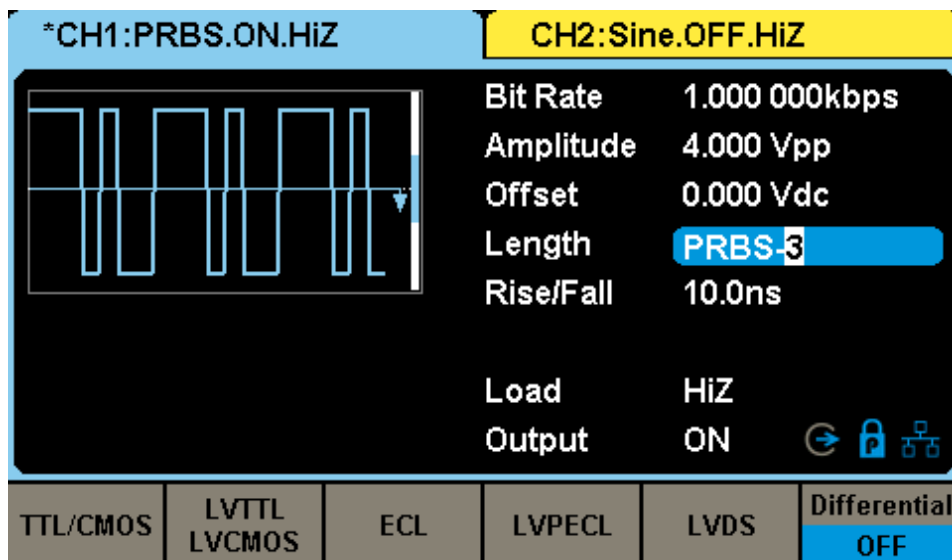 *CH1:PRBS.ON.HiZ
CH2:Sine.OFF.HiZ
Bit Rate 1.000 000kbps
Amplitude 4.000 Vpp
Offset 0.000 Vdc
Length PRBS-3
Rise/Fall 10.0ns
Load HiZ
Output ON
P
TTL/CMOS
LVTTL
LVCMOS
ECL
LVPECL
LVDS
Differential
OFF